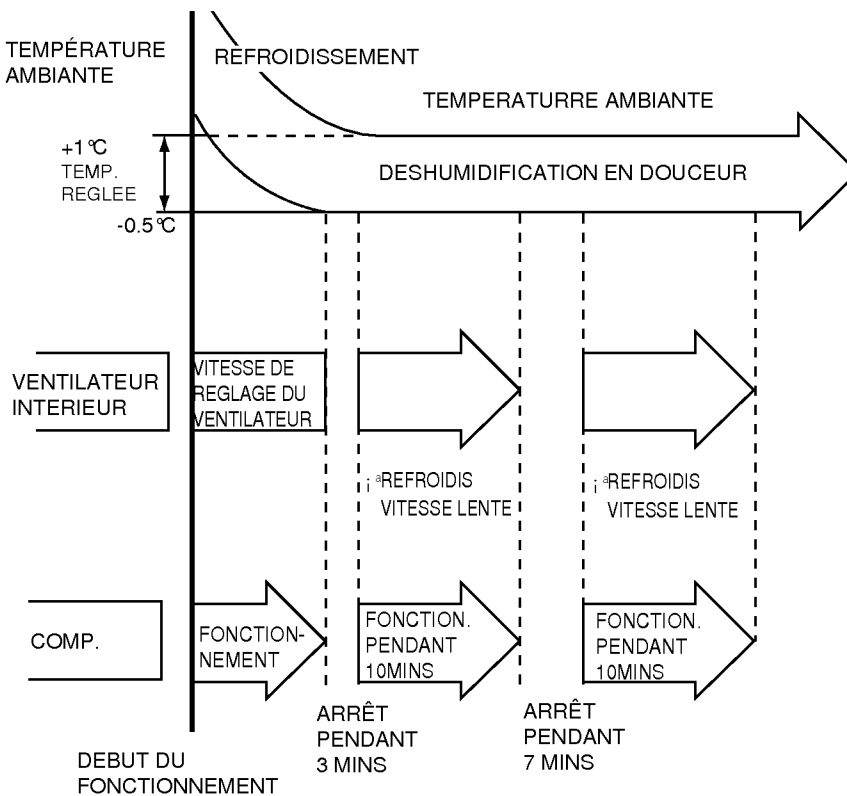 TEMPÉRATURE
AMBIANTE
REFROIDISSEMENT
TEMPERATURRE AMBIANTE
+1°C
TEMP.
REGLEE
-0.5°C
DESHUMIDIFICATION EN DOUCEUR
VENTILATEUR
INTERIEUR
VITESSE DE
REGLAGE DU
VENTILATEUR
¡ªREFROIDIS
VITESSE LENTE
¡ªREFROIDIS
VITESSE LENTE
COMP.
FONCTION-
NEMENT
FONCTION.
PENDANT
10MINS
FONCTION.
PENDANT
10MINS
ARRÊT
PENDANT
3 MINS
ARRÊT
PENDANT
7 MINS
DEBUT DU
FONCTIONNEMENT